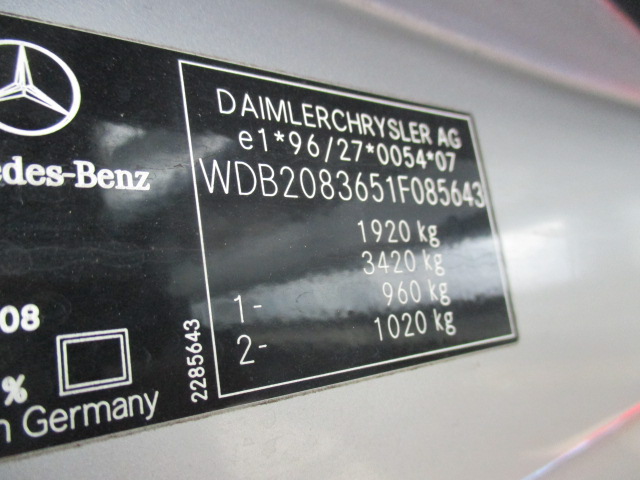 DAIMLERCHRYSLER AG
e1*96/27*0054*07
WDB2083651F085643
1920 kg
3420 kg
1- 960 kg
2- 1020 kg
2285643
edes-Benz
08
%
n Germany